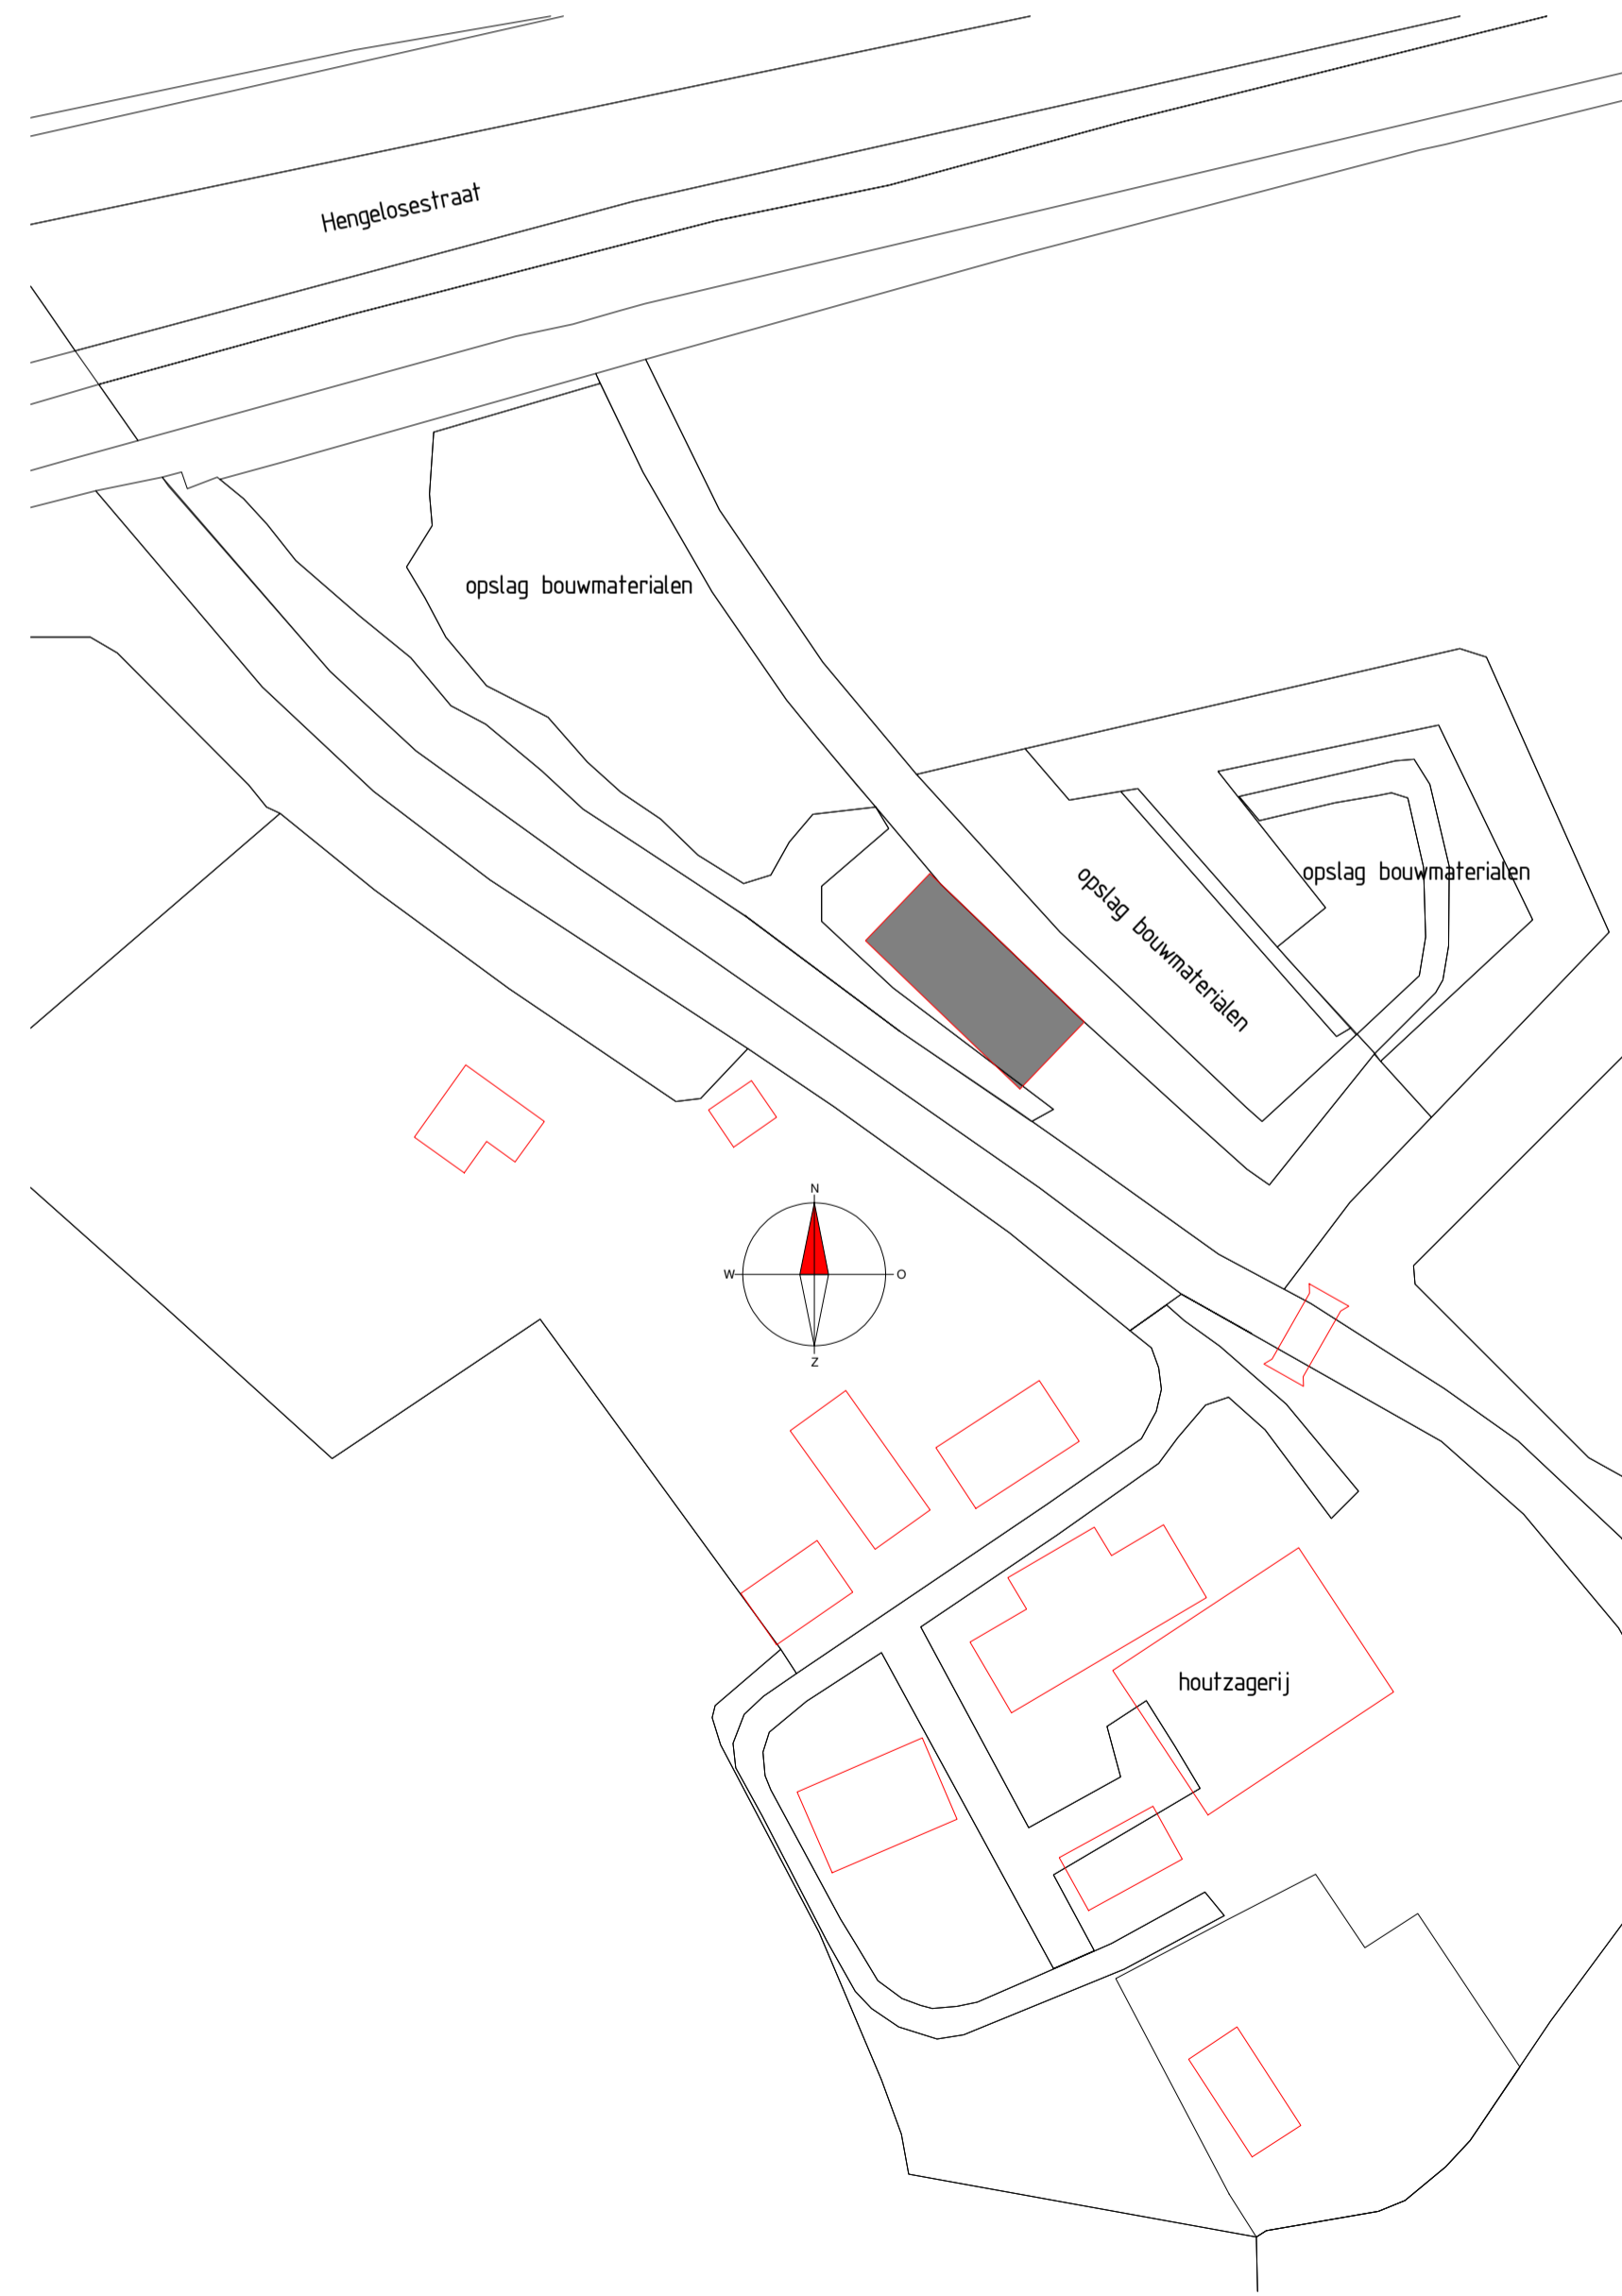 Hengelosestraat
opslag bouwmaterialen
opslag bouwmaterialen
opslag bouwmaterialen
N
W
O
Z
houtzagerij